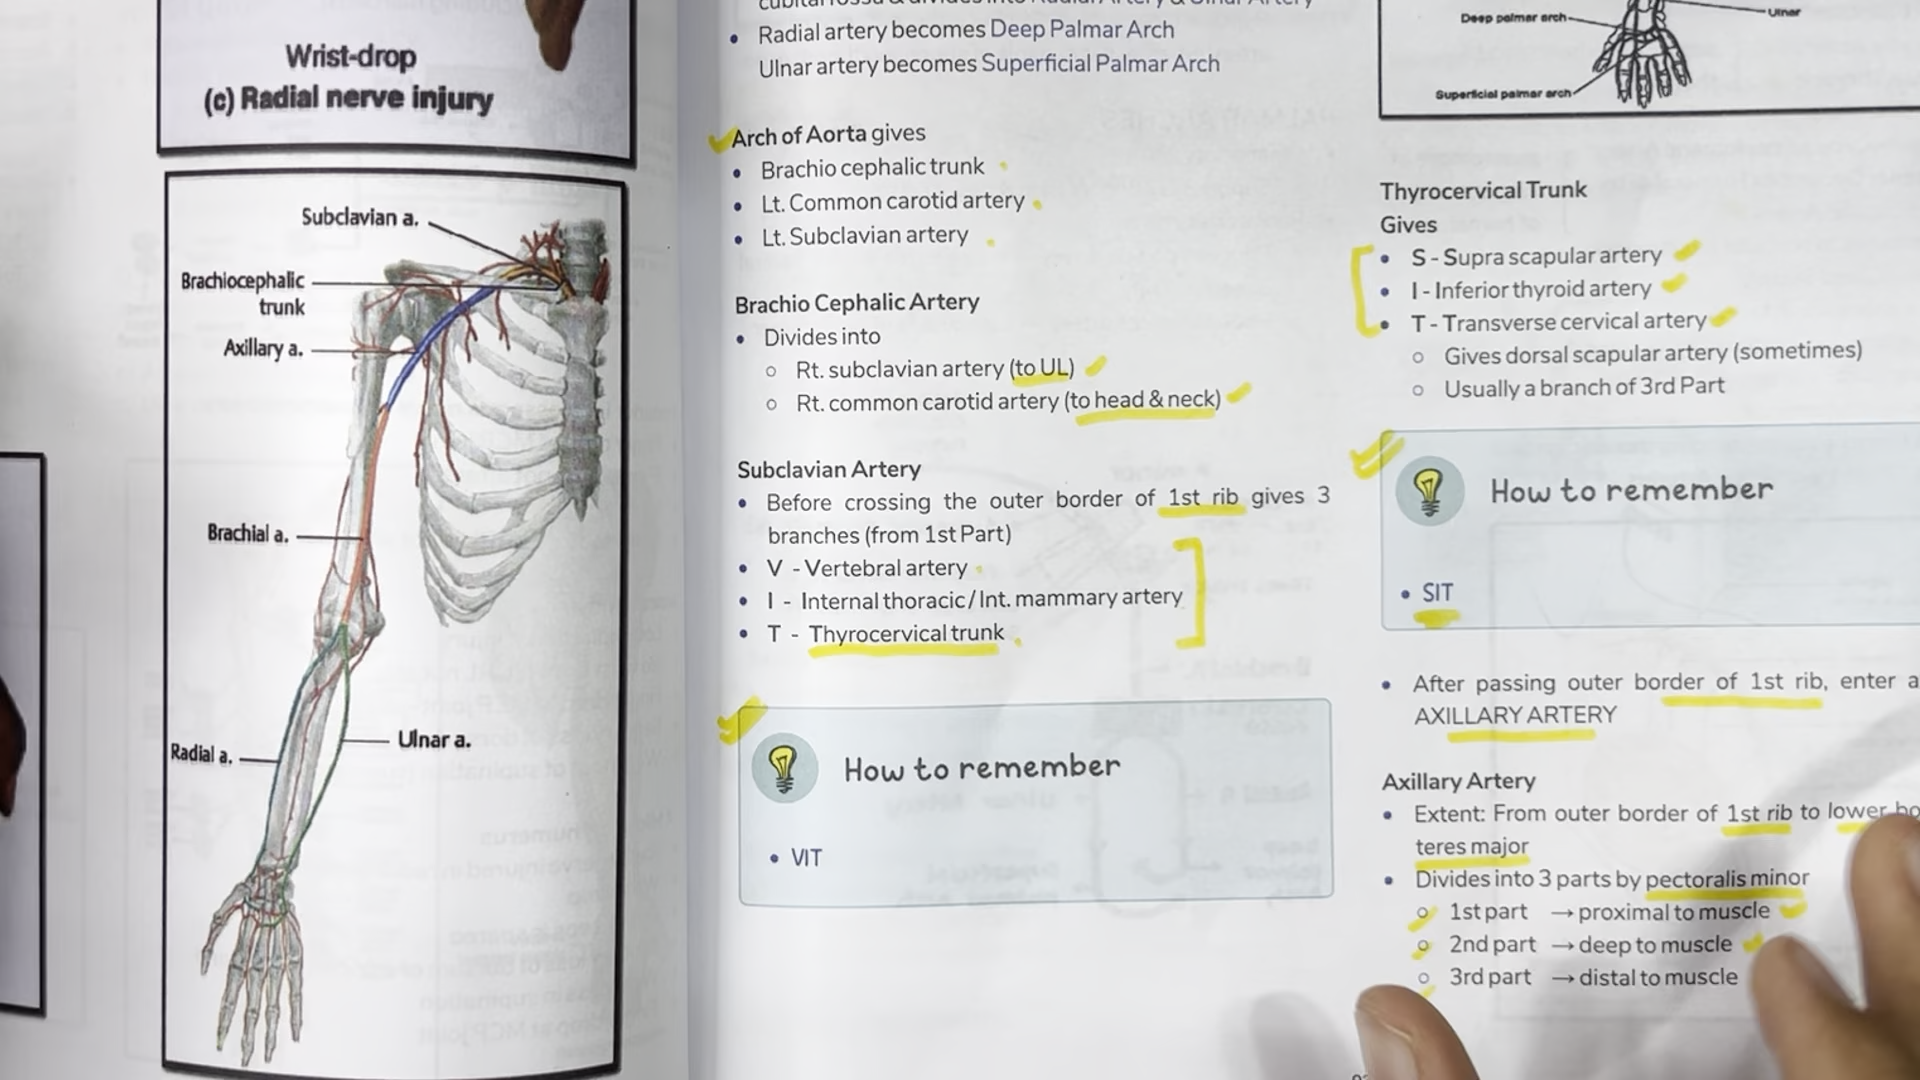 Wrist-drop
(c) Radial nerve injury
Subclavian a.
Brachiocephalic
trunk
Axillary a.
Brachial a.
Radial a.
Ulnar a.
Radial artery becomes Deep Palmar Arch
Ulnar artery becomes Superficial Palmar Arch
Arch of Aorta gives
• Brachio cephalic trunk
• Lt. Common carotid artery
• Lt. Subclavian artery
Brachio Cephalic Artery
• Divides into
○ Rt. subclavian artery (to UL)
○ Rt. common carotid artery (to head & neck)
Subclavian Artery
• Before crossing the outer border of 1st rib gives 3
branches (from 1st Part)
• V - Vertebral artery
• I - Internal thoracic / Int. mammary artery
• T - Thyrocervical trunk
How to remember
• VIT
Deep palmar arch
Ulnar
Superficial palmar arch
Thyrocervical Trunk
Gives
• S - Supra scapular artery
• I - Inferior thyroid artery
• T - Transverse cervical artery
○ Gives dorsal scapular artery (sometimes)
○ Usually a branch of 3rd Part
How to remember
• SIT
• After passing outer border of 1st rib, enter a
AXILLARY ARTERY
Axillary Artery
• Extent: From outer border of 1st rib to lower
teres major
• Divides into 3 parts by pectoralis minor
○ 1st part → proximal to muscle
○ 2nd part → deep to muscle
○ 3rd part → distal to muscle